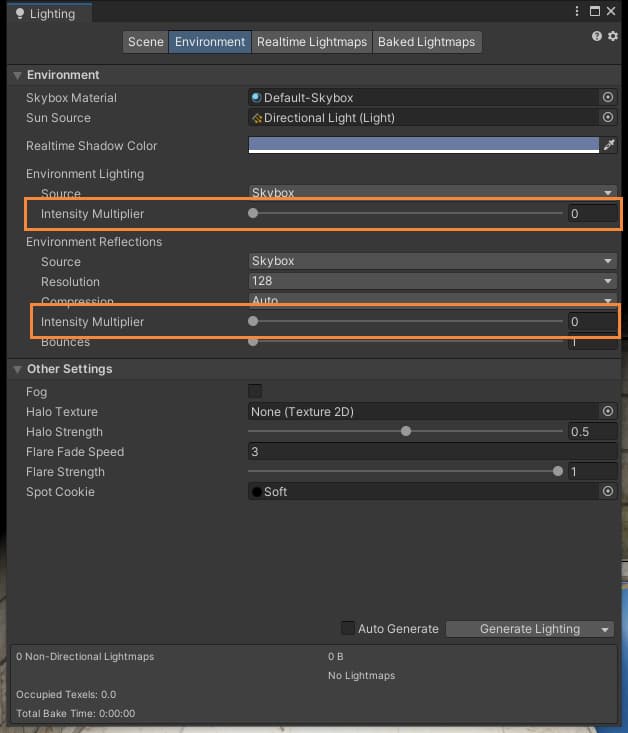 Lighting
Scene Environment Realtime Lightmaps Baked Lightmaps
Environment
Skybox Material Default-Skybox
Sun Source Directional Light (Light)
Realtime Shadow Color
Environment Lighting
Source Skybox
Intensity Multiplier 0
Environment Reflections
Source Skybox
Resolution 128
Compression Auto
Intensity Multiplier 0
Bounces 1
Other Settings
Fog
Halo Texture None (Texture 2D)
Halo Strength 0.5
Flare Fade Speed 3
Flare Strength 1
Spot Cookie Soft
Auto Generate Generate Lighting
0 Non-Directional Lightmaps 0 B
No Lightmaps
Occupied Texels: 0.0
Total Bake Time: 0:00:00